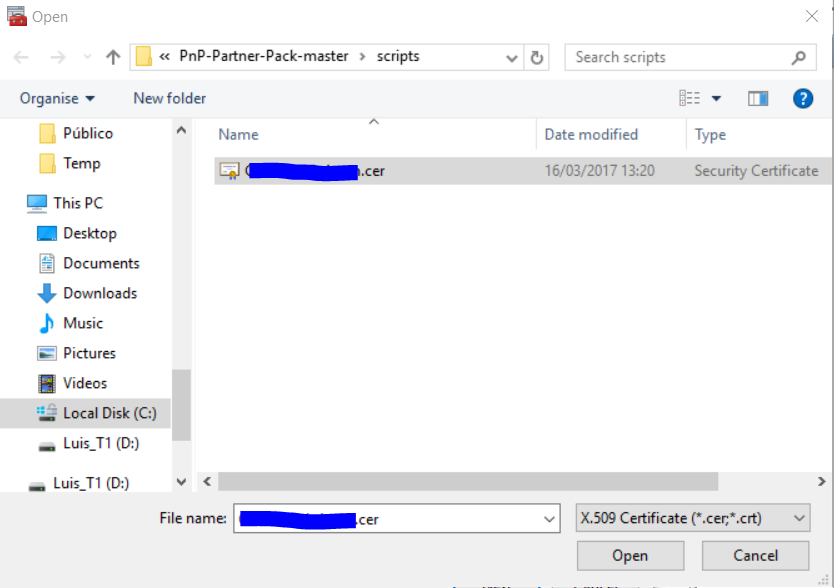 Open
« PnP-Partner-Pack-master > scripts
Search scripts
Organise
New folder
?
Name
Date modified
Type
.cer
16/03/2017 13:20
Security Certificate
Público
Temp
This PC
Desktop
Documents
Downloads
Music
Pictures
Videos
Local Disk (C:)
Luis_T1 (D:)
Luis_T1 (D:)
File name:
.cer
X.509 Certificate (*.cer;*.crt)
Open
Cancel